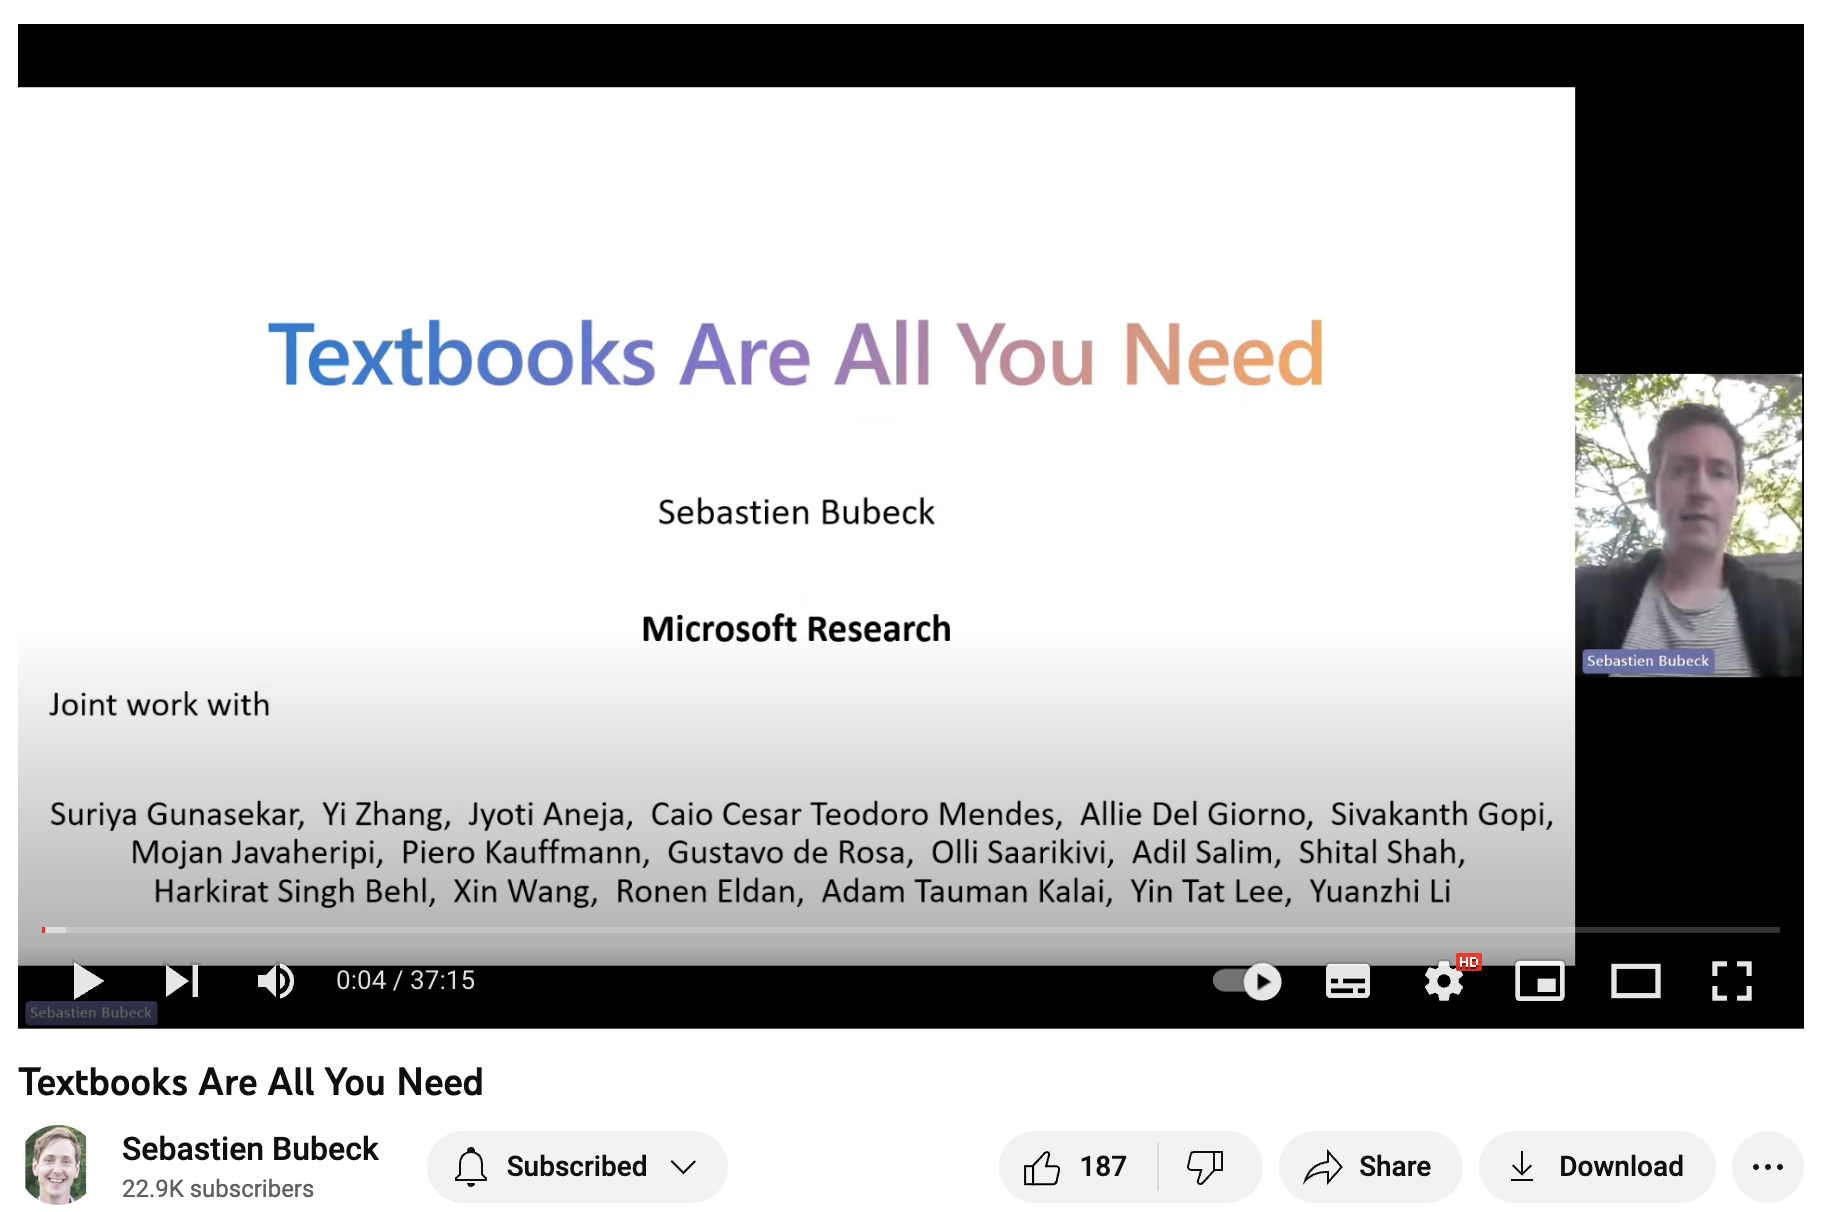 Textbooks Are All You Need
Sebastien Bubeck
Microsoft Research
Joint work with
Suriya Gunasekar, Yi Zhang, Jyoti Aneja, Caio Cesar Teodoro Mendes, Allie Del Giorno, Sivakanth Gopi,
Mojan Javaheripi, Piero Kauffmann, Gustavo de Rosa, Olli Saarikivi, Adil Salim, Shital Shah,
Harkirat Singh Behl, Xin Wang, Ronen Eldan, Adam Tauman Kalai, Yin Tat Lee, Yuanzhi Li
Sebastien Bubeck
0:04 / 37:15
HD
Sebastien Bubeck
Textbooks Are All You Need
Sebastien Bubeck
22.9K subscribers
Subscribed
187
Share
Download